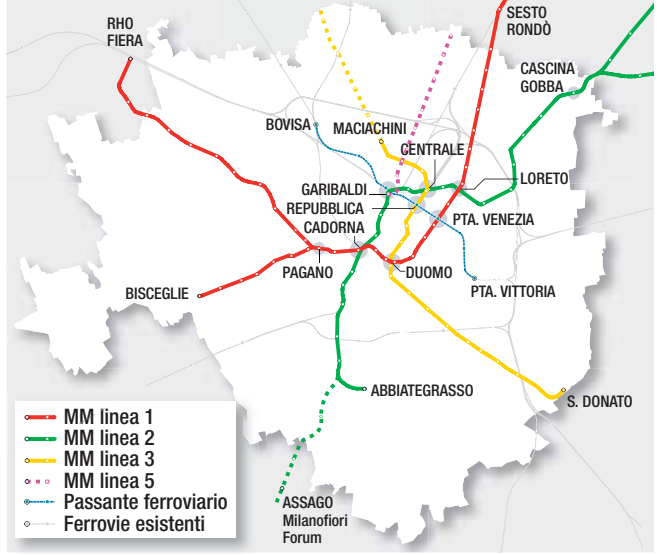 RHO
FIERA
SESTO
RONDÒ
CASCINA
GOBBA
BOVISA
MACIACHINI
CENTRALE
GARIBALDI
LORETO
REPUBBLICA
PTA. VENEZIA
CADORNA
PAGANO
DUOMO
BISCEGLIE
PTA. VITTORIA
ABBIATEGRASSO
S. DONATO
MM linea 1
MM linea 2
MM linea 3
MM linea 5
Passante ferroviario
Ferrovie esistenti
ASSAGO
Milanofiori
Forum